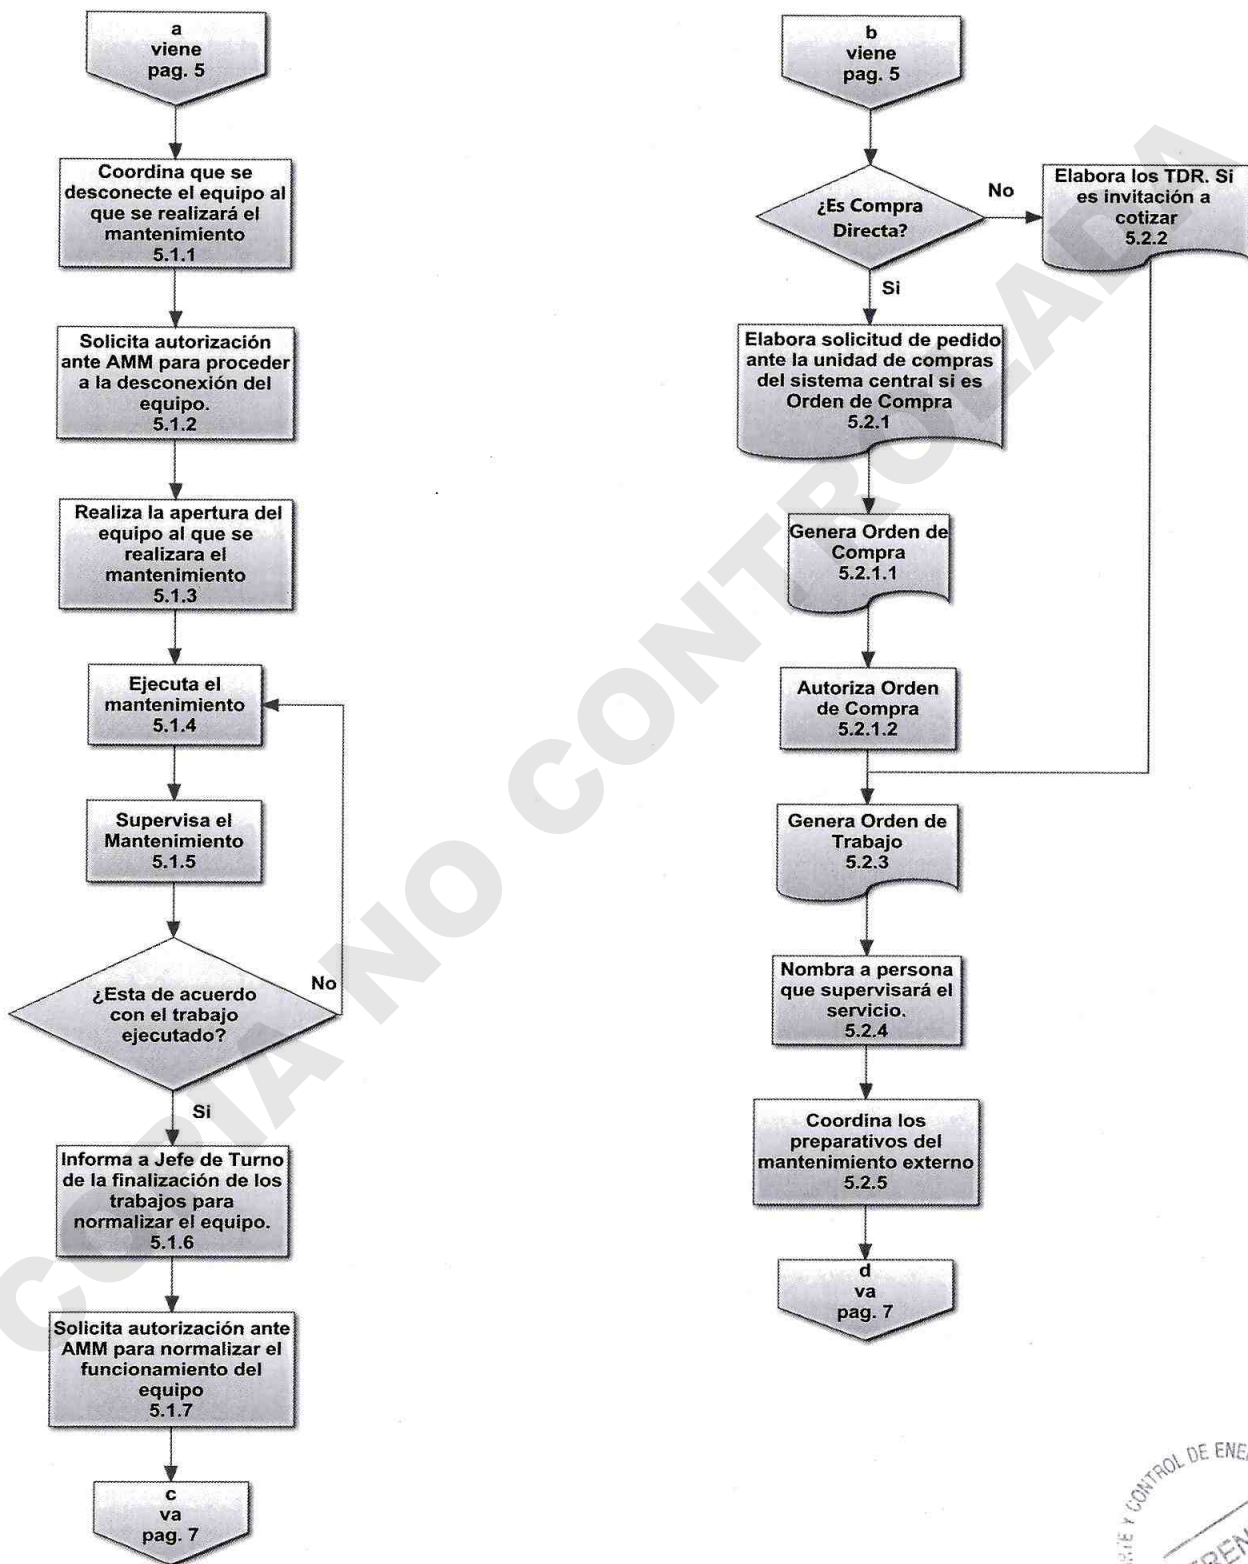 a
viene
pag. 5
Coordina que se
desconecte el equipo al
que se realizará el
mantenimiento
5.1.1
Solicita autorización
ante AMM para proceder
a la desconexión del
equipo.
5.1.2
Realiza la apertura del
equipo al que se
realizara el
mantenimiento
5.1.3
Ejecuta el
mantenimiento
5.1.4
Supervisa el
Mantenimiento
5.1.5
¿Esta de acuerdo
con el trabajo
ejecutado?
No
Si
Informa a Jefe de Turno
de la finalización de los
trabajos para
normalizar el equipo.
5.1.6
Solicita autorización ante
AMM para normalizar el
funcionamiento del
equipo
5.1.7
c
va
pag. 7
b
viene
pag. 5
¿Es Compra
Directa?
No
Elabora los TDR. Si
es invitación a
cotizar
5.2.2
Si
Elabora solicitud de pedido
ante la unidad de compras
del sistema central si es
Orden de Compra
5.2.1
Genera Orden de
Compra
5.2.1.1
Autoriza Orden
de Compra
5.2.1.2
Genera Orden de
Trabajo
5.2.3
Nombra a persona
que supervisará el
servicio.
5.2.4
Coordina los
preparativos del
mantenimiento externo
5.2.5
d
va
pag. 7
COPIA NO CONTROLADA
Y CONTROL DE